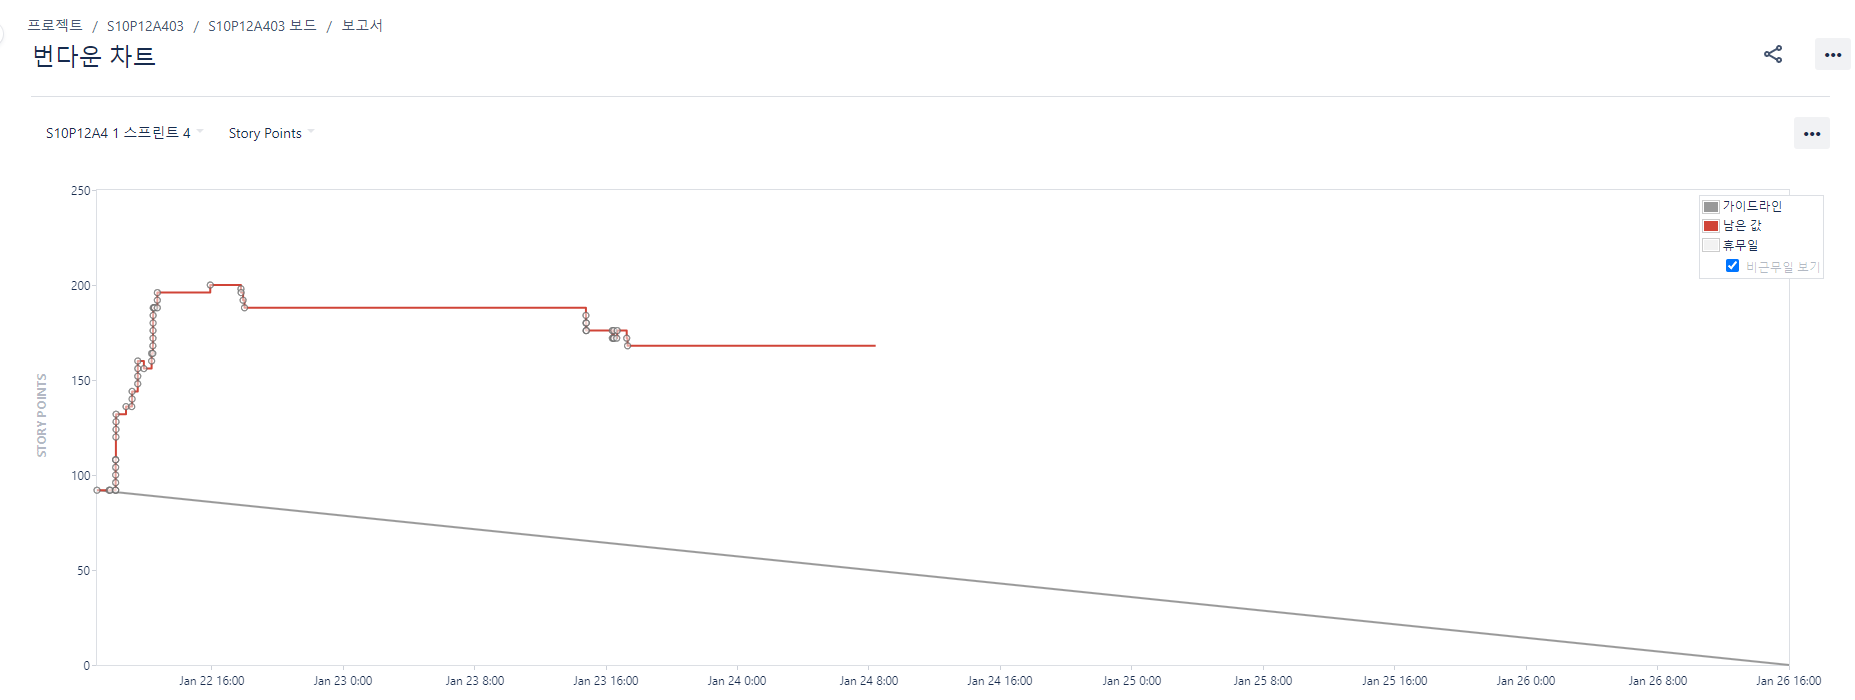 프로젝트 / S10P12A403 / S10P12A403 보드 / 보고서
번다운 차트
S10P12A4 1 스프린트 4 Story Points
250
200
150
100
50
0
STORY POINTS
가이드라인
남은 값
휴무일
비근무일 보기
Jan 22 16:00 Jan 23 0:00 Jan 23 8:00 Jan 23 16:00 Jan 24 0:00 Jan 24 8:00 Jan 24 16:00 Jan 25 0:00 Jan 25 8:00 Jan 25 16:00 Jan 26 0:00 Jan 26 8:00 Jan 26 16:00